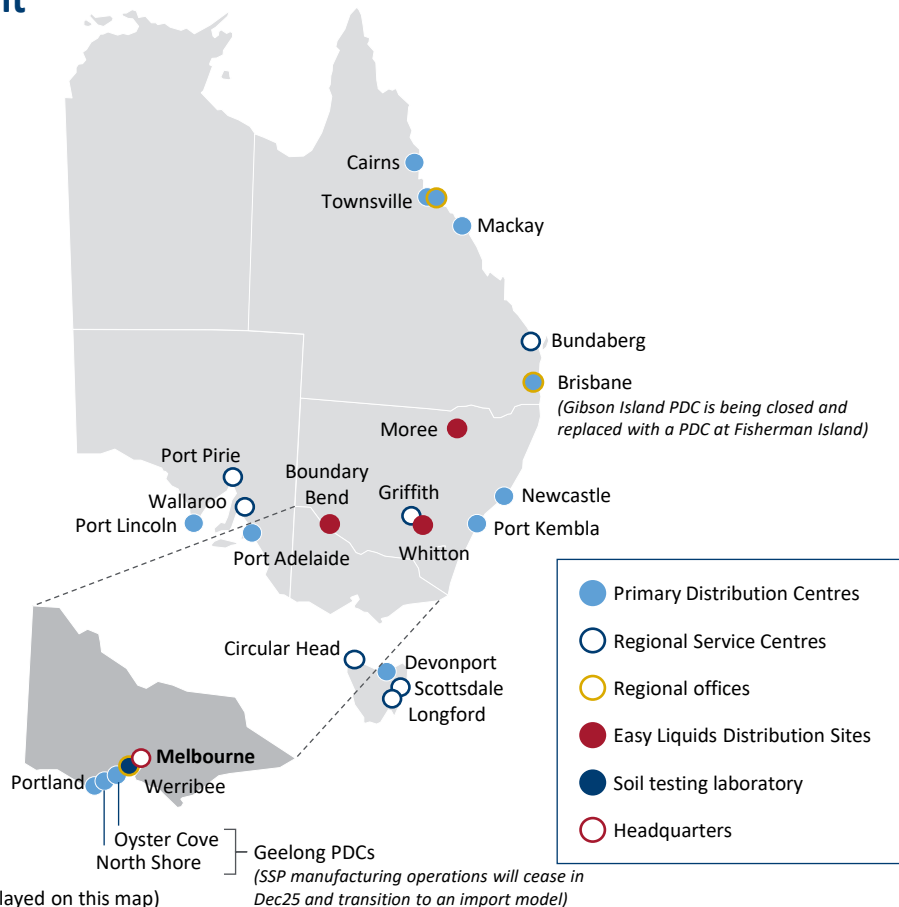 Cairns
Townsville
Mackay
Bundaberg
Brisbane
(Gibson Island PDC is being closed and
replaced with a PDC at Fisherman Island)
Moree
Port Pirie
Boundary
Bend
Griffith
Wallaroo
Newcastle
Port Lincoln
Port Kembla
Port Adelaide
Whitton
Primary Distribution Centres
Regional Service Centres
Regional offices
Easy Liquids Distribution Sites
Soil testing laboratory
Headquarters
Circular Head
Devonport
Scottsdale
Longford
Melbourne
Portland
Werribee
Oyster Cove
North Shore
Geelong PDCs
(SSP manufacturing operations will cease in
Dec25 and transition to an import model)
layed on this map)